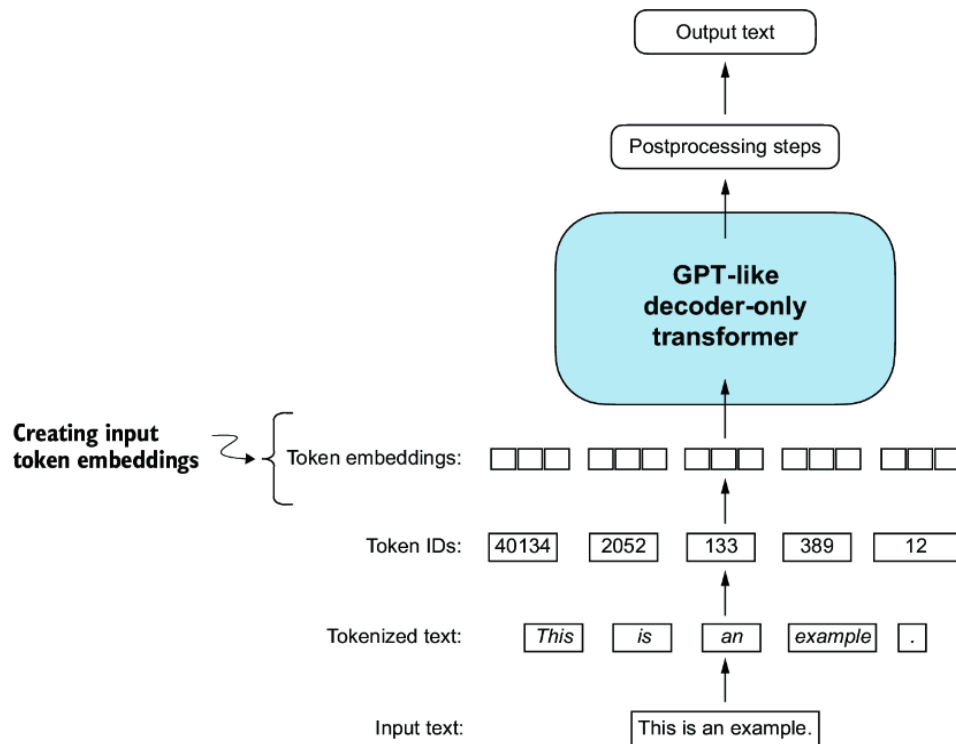 Output text
Postprocessing steps
GPT-like
decoder-only
transformer
Creating input
token embeddings
Token embeddings:
Token IDs: 40134 2052 133 389 12
Tokenized text: This is an example .
Input text: This is an example.